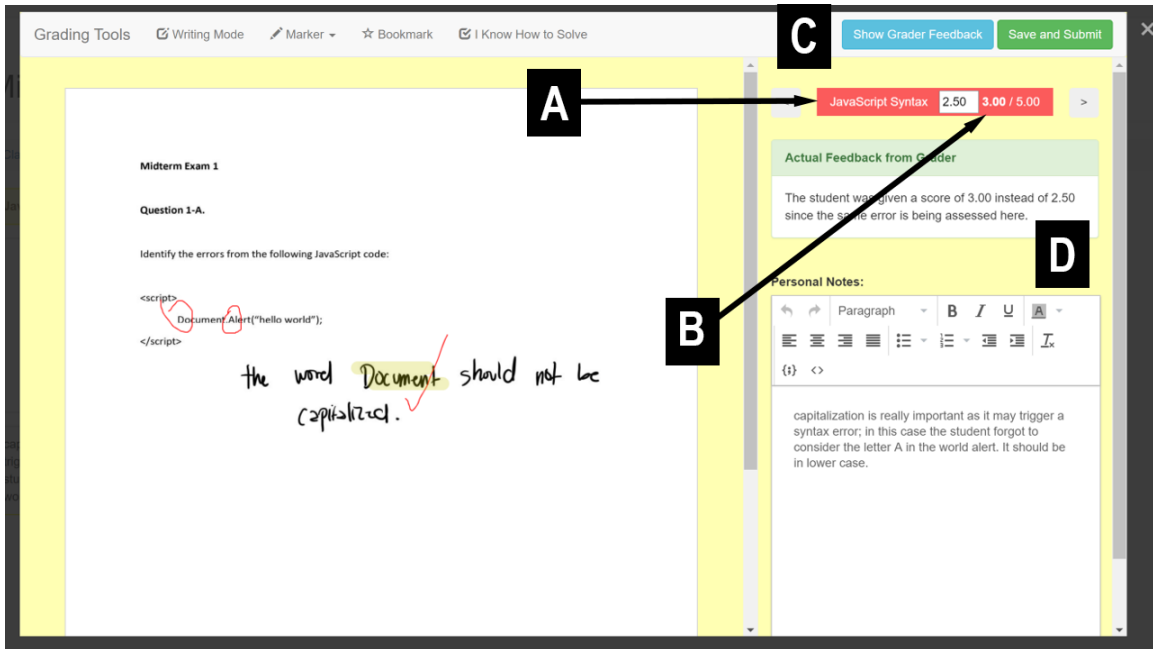 Grading Tools Writing Mode Marker Bookmark I Know How to Solve
C
Show Grader Feedback Save and Submit
A
JavaScript Syntax 2.50 3.00 / 5.00 >
Midterm Exam 1
Question 1-A.
Identify the errors from the following JavaScript code:
<script>
Document.Alert("hello world");
</script>
the word Document should not be
capitalized.
Actual Feedback from Grader
The student was given a score of 3.00 instead of 2.50
since the same error is being assessed here.
D
Personal Notes:
B
Paragraph B I U A
capitalization is really important as it may trigger a
syntax error; in this case the student forgot to
consider the letter A in the world alert. It should be
in lower case.